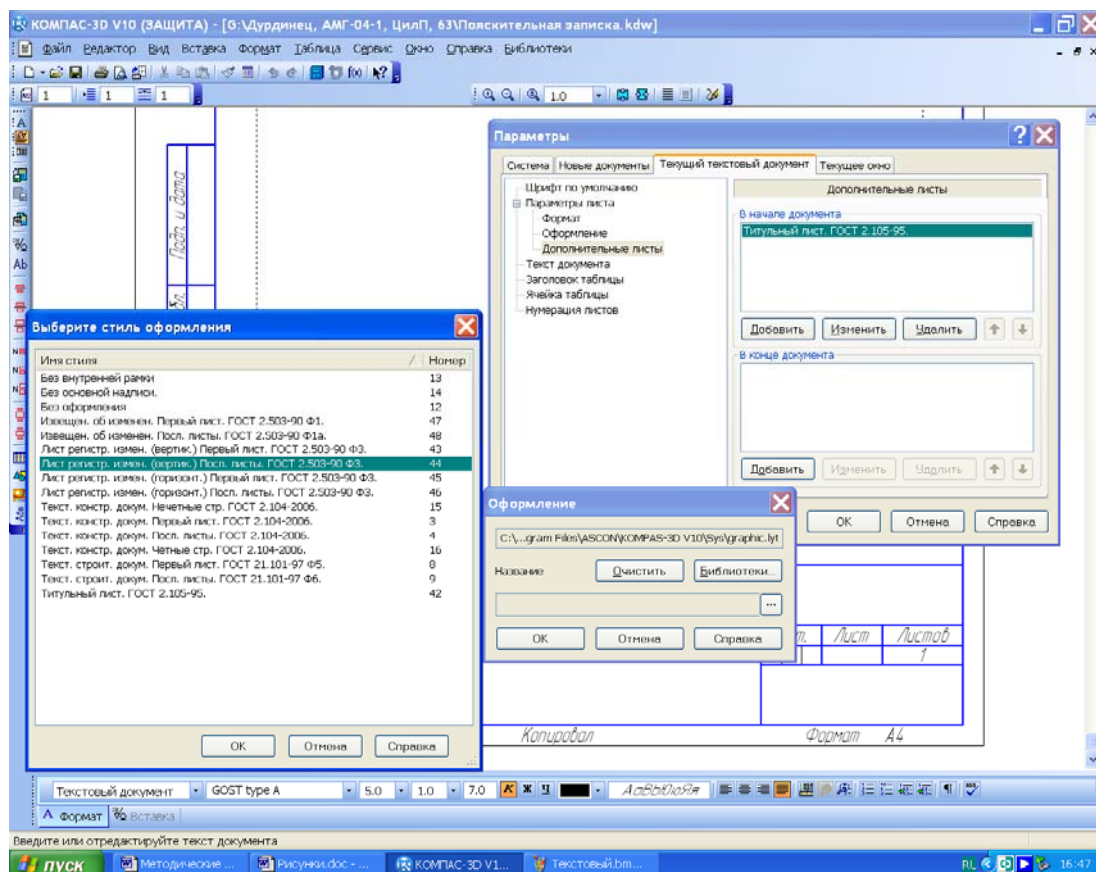 КОМПАС-3D V10 (ЗАЩИТА) - [G:\Дурдинец, АМГ-04-1, ЦилП, 63\Пояскительная записка.kdw]
Файл Редактор Вид Вставка Формат Таблица Сервис Окно Справка Библиотеки
1 1 1 1.0
Подп. и дата
Параметры
Система Новые документы Текущий текстовый документ Текущее окно
Шрифт по умолчанию
Параметры листа
Формат
Оформление
Дополнительные листы
Текст документа
Заголовок таблицы
Ячейка таблицы
Нумерация листов
Дополнительные листы
В начале документа
Титульный лист. ГОСТ 2.105-95.
Добавить Изменить Удалить
В конце документа
Добавить Изменить Удалить
ОК Отмена Справка
Выберите стиль оформления
Имя стиля / Номер
Без внутренней рамки 13
Без основной надписи. 14
Без оформления 12
Извещен. об изменен. Первый лист. ГОСТ 2.503-90 Ф1. 47
Извещен. об изменен. Посл. листы. ГОСТ 2.503-90 Ф1а. 48
Лист регистр. измен. (вертик.) Первый лист. ГОСТ 2.503-90 Ф3. 43
Лист регистр. измен. (вертик.) Посл. листы. ГОСТ 2.503-90 Ф3. 44
Лист регистр. измен. (горизонт.) Первый лист. ГОСТ 2.503-90 Ф3. 45
Лист регистр. измен. (горизонт.) Посл. листы. ГОСТ 2.503-90 Ф3. 46
Текст. констр. докум. Нечетные стр. ГОСТ 2.104-2006. 15
Текст. констр. докум. Первый лист. ГОСТ 2.104-2006. 3
Текст. констр. докум. Посл. листы. ГОСТ 2.104-2006. 4
Текст. констр. докум. Четные стр. ГОСТ 2.104-2006. 16
Текст. строит. докум. Первый лист. ГОСТ 21.101-97 Ф5. 8
Текст. строит. докум. Посл. листы. ГОСТ 21.101-97 Ф6. 9
Титульный лист. ГОСТ 2.105-95. 42
ОК Отмена Справка
Оформление
C:\...gram Files\ASCON\KOMPAS-3D V10\Sys\graphic.lyt
Название Очистить Библиотеки...
...
ОК Отмена Справка
т. Лист Листов
1
Копировал Формат А4
Текстовый документ GOST type A 5.0 1.0 7.0 К Ж Ч АаВbБбЮюЯя
Формат Вставка
Введите или отредактируйте текст документа
пуск Методические ... Рисунки.doc - ... КОМПАС-3D V1... Текстовый.bm... RL 16:47